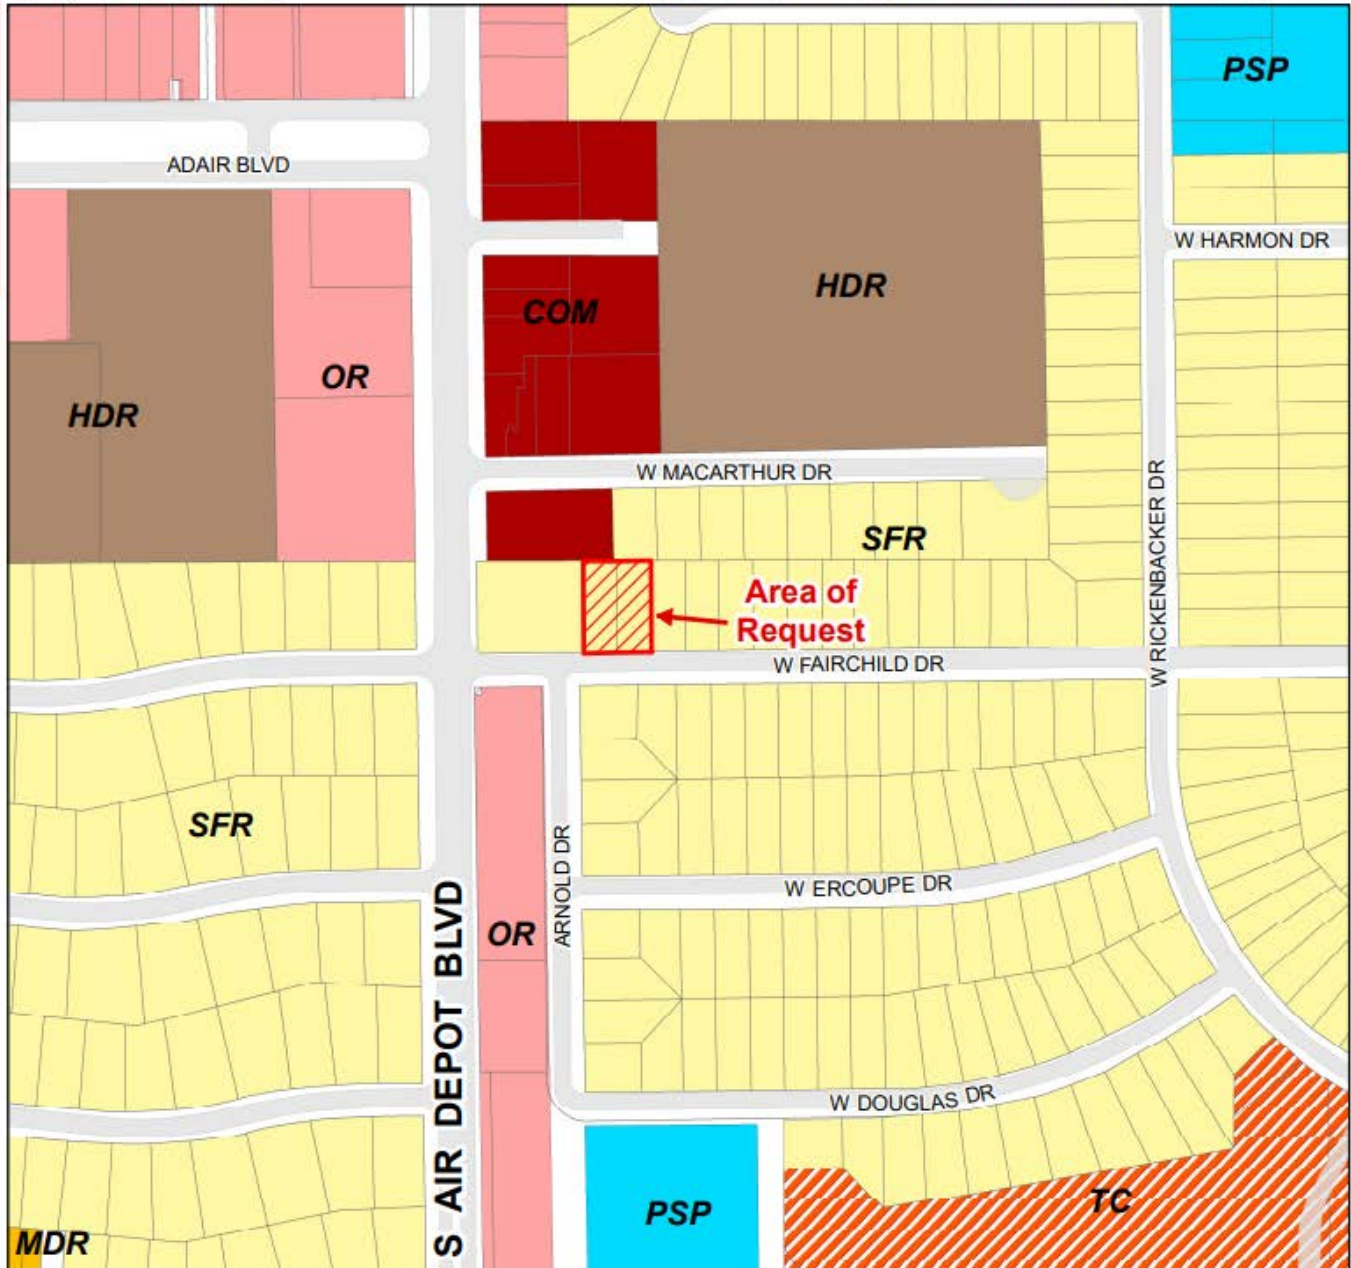 PSP
ADAIR BLVD
W HARMON DR
HDR
COM
OR
HDR
W MACARTHUR DR
W RICKENBACKER DR
SFR
Area of
Request
W FAIRCHILD DR
SFR
ARNOLD DR
W ERCOUPE DR
S AIR DEPOT BLVD
OR
W DOUGLAS DR
TC
PSP
MDR